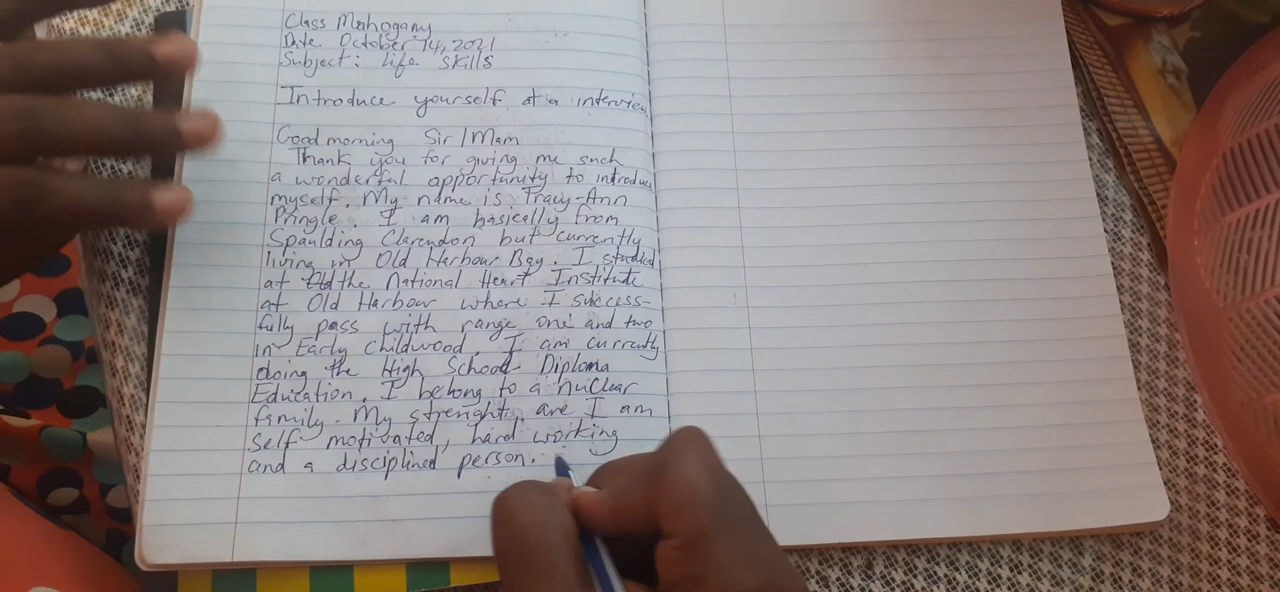 Class Mahogany
Date October 14, 2021
Subject: Life Skills
Introduce yourself at a interview
Good morning Sir / Mam
Thank you for giving me such
a wonderful opportunity to introduce
myself. My name is Tracy-Ann
Pringle. I am basically from
Spaulding Clarendon but currently
living in Old Harbour Bay. I studied
at the National Heart Institute
at Old Harbour where I success-
fully pass with range one and two
in Early childhood. I am currently
doing the High School Diploma
Education. I belong to a nuclear
family. My strenght are I am
self motivated, hard working
and a disciplined person.